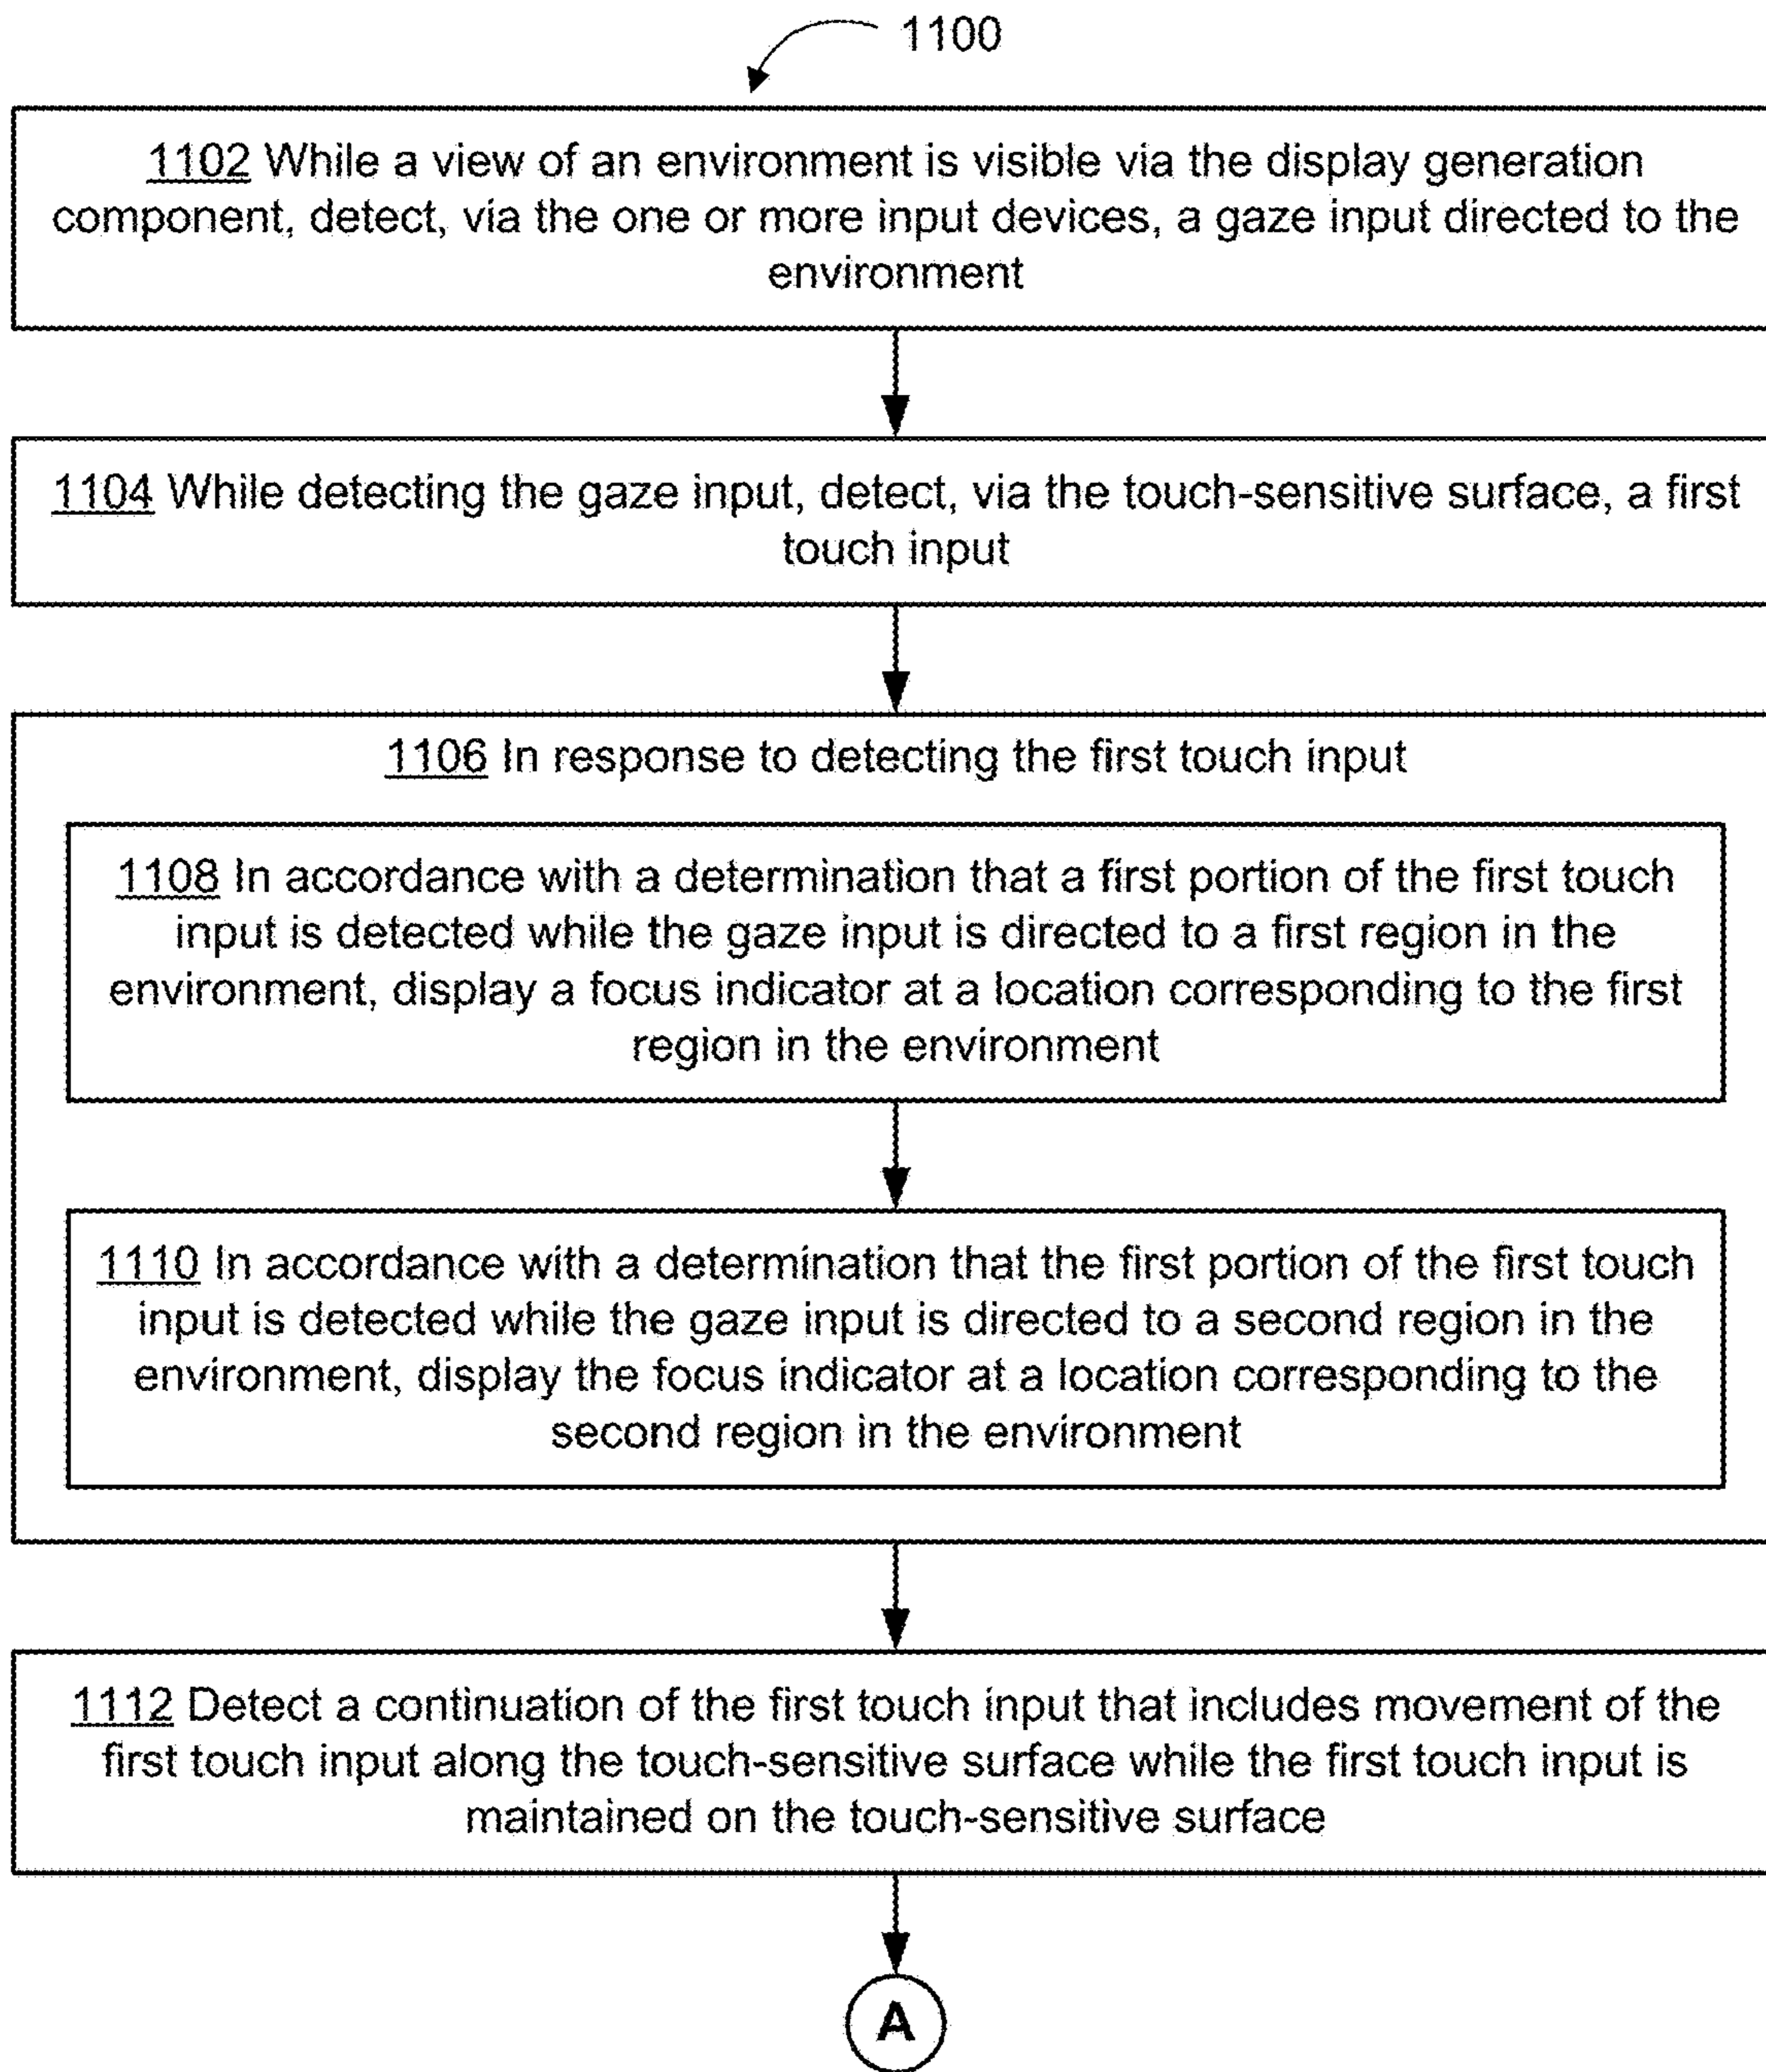 1100
1102 While a view of an environment is visible via the display generation
component, detect, via the one or more input devices, a gaze input directed to the
environment
1104 While detecting the gaze input, detect, via the touch-sensitive surface, a first
touch input
1106 In response to detecting the first touch input
1108 In accordance with a determination that a first portion of the first touch
input is detected while the gaze input is directed to a first region in the
environment, display a focus indicator at a location corresponding to the first
region in the environment
1110 In accordance with a determination that the first portion of the first touch
input is detected while the gaze input is directed to a second region in the
environment, display the focus indicator at a location corresponding to the
second region in the environment
1112 Detect a continuation of the first touch input that includes movement of the
first touch input along the touch-sensitive surface while the first touch input is
maintained on the touch-sensitive surface
A